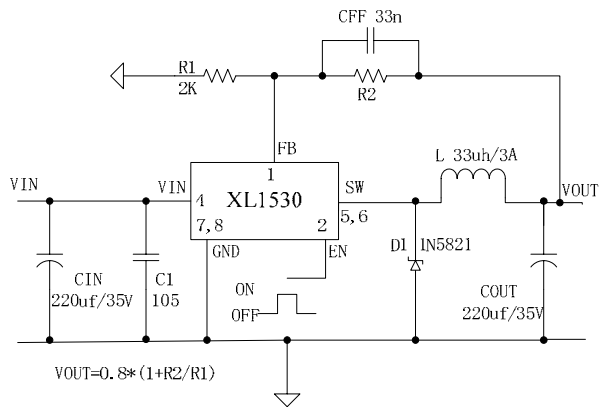 CFF 33n
R1
2K
R2
FB
1
L 33uh/3A
VIN
VIN
4
XL1530
SW
VOUT
5,6
7,8
2
GND
EN
D1 1N5821
CIN
220uf/35V
C1
105
ON
OFF
COUT
220uf/35V
VOUT=0.8*(1+R2/R1)